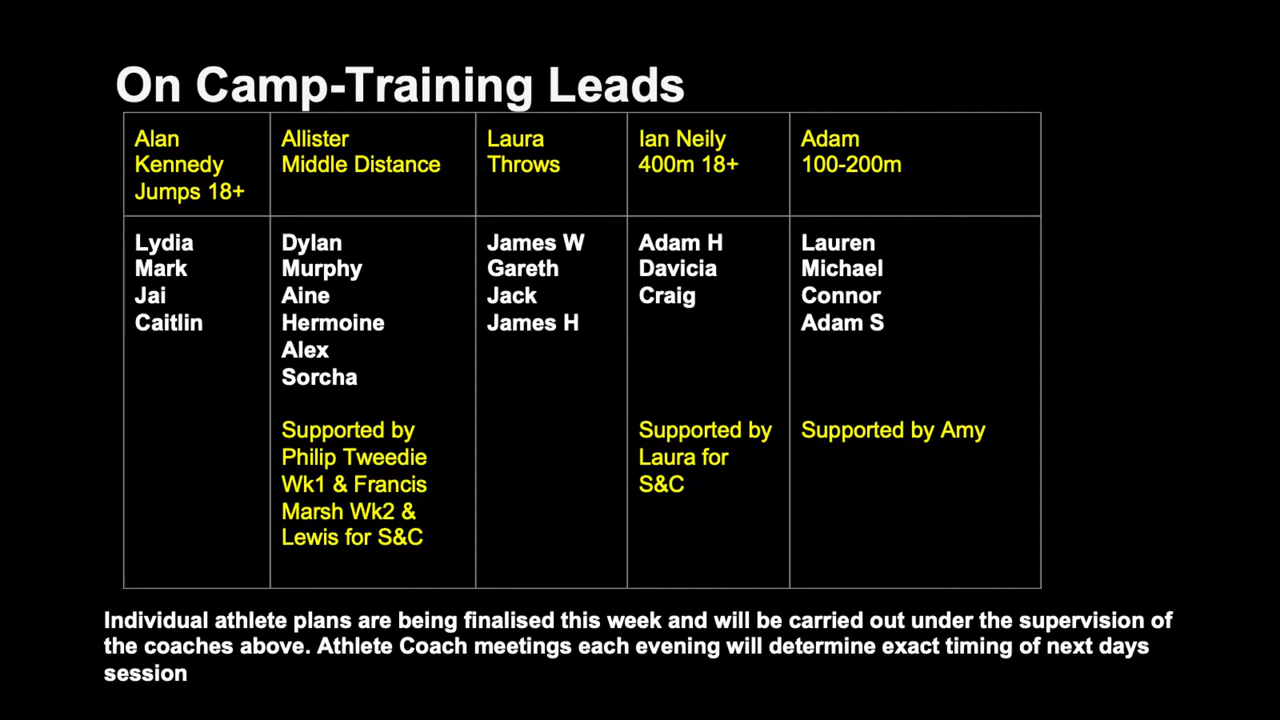 On Camp-Training Leads
Alan
Kennedy
Jumps 18+
Allister
Middle Distance
Laura
Throws
Ian Neily
400m 18+
Adam
100-200m
Lydia
Mark
Jai
Caitlin
Dylan
Murphy
Aine
Hermoine
Alex
Sorcha
Supported by
Philip Tweedie
Wk1 & Francis
Marsh Wk2 &
Lewis for S&C
James W
Gareth
Jack
James H
Adam H
Davicia
Craig
Supported by
Laura for
S&C
Lauren
Michael
Connor
Adam S
Supported by Amy
Individual athlete plans are being finalised this week and will be carried out under the supervision of
the coaches above. Athlete Coach meetings each evening will determine exact timing of next days
session